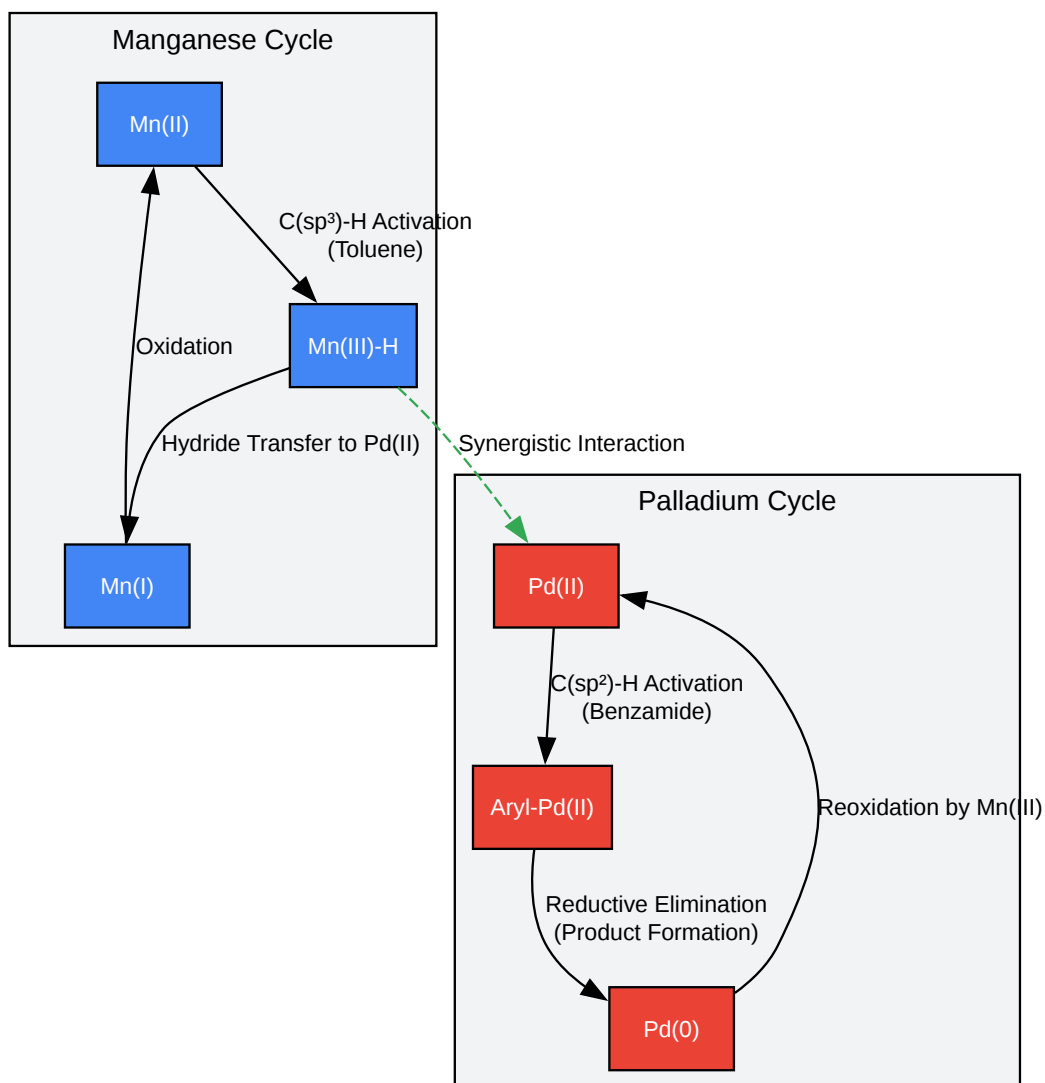 Manganese Cycle
Mn(II)
C(sp³)-H Activation
(Toluene)
Mn(III)-H
Oxidation
Hydride Transfer to Pd(II)
Synergistic Interaction
Mn(I)
Palladium Cycle
Pd(II)
C(sp²)-H Activation
(Benzamide)
Aryl-Pd(II)
Reoxidation by Mn(III)
Reductive Elimination
(Product Formation)
Pd(0)